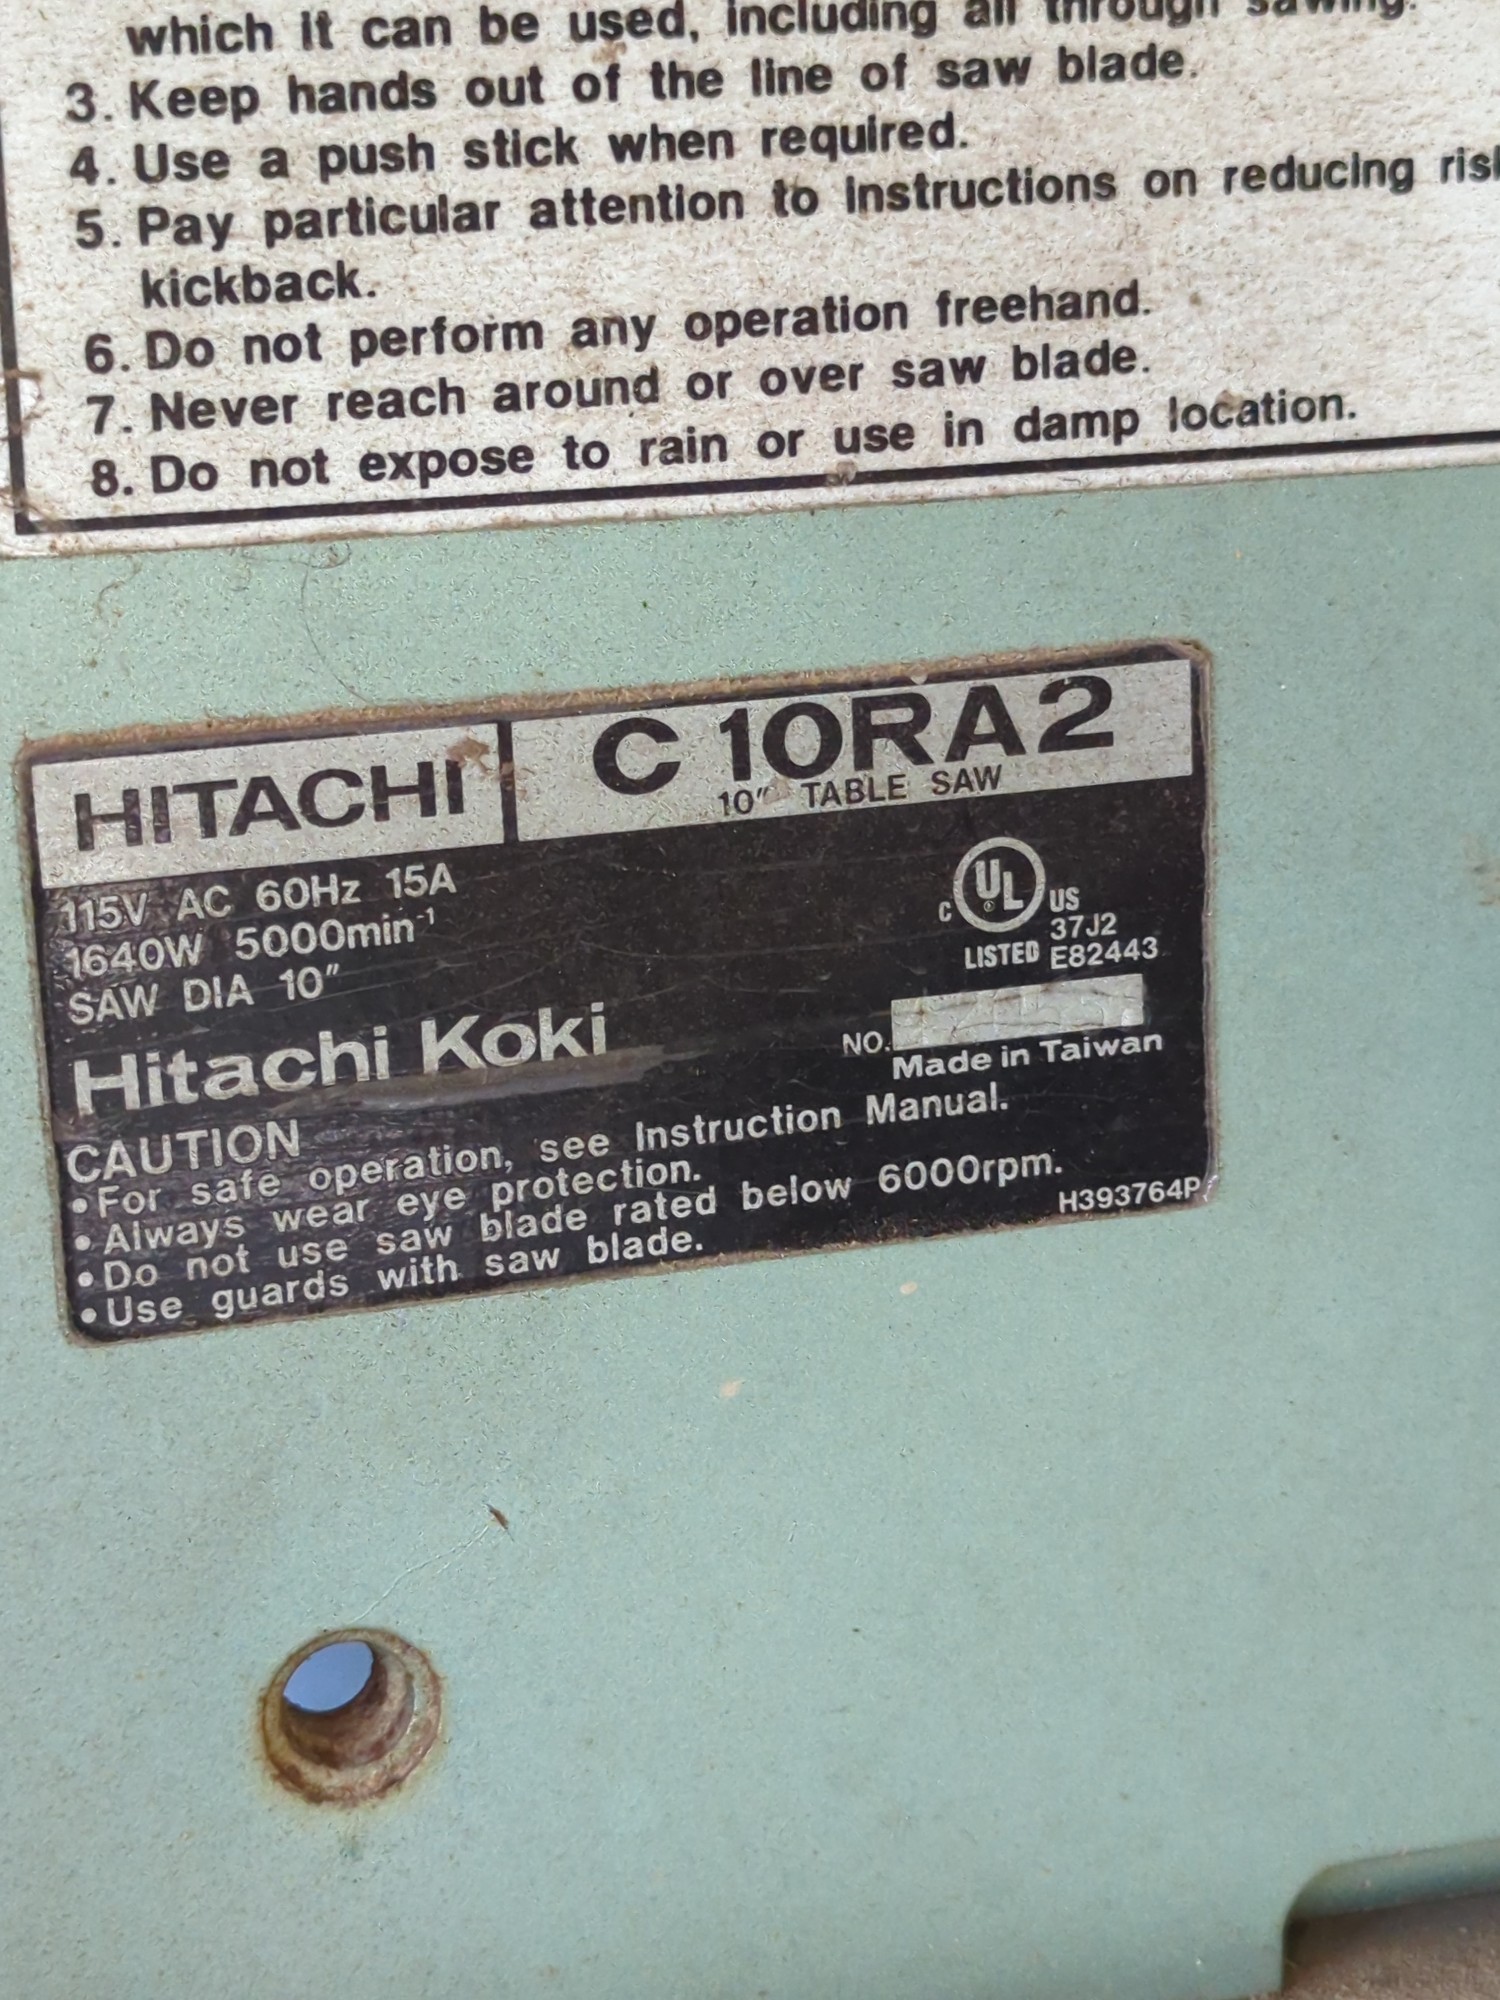 which it can be used, including all through sawing.
3. Keep hands out of the line of saw blade.
4. Use a push stick when required.
5. Pay particular attention to instructions on reducing
kickback.
6. Do not perform any operation freehand.
7. Never reach around or over saw blade.
8. Do not expose to rain or use in damp location.
HITACHI
C 10RA2
10" TABLE SAW
115V AC 60Hz 15A
1640W 5000min⁻¹
SAW DIA 10"
C UL US
37J2
LISTED E82443
Hitachi Koki
NO.
Made in Taiwan
CAUTION
•For safe operation, see Instruction Manual.
•Always wear eye protection.
•Do not use saw blade rated below 6000rpm.
•Use guards with saw blade.
H393764P